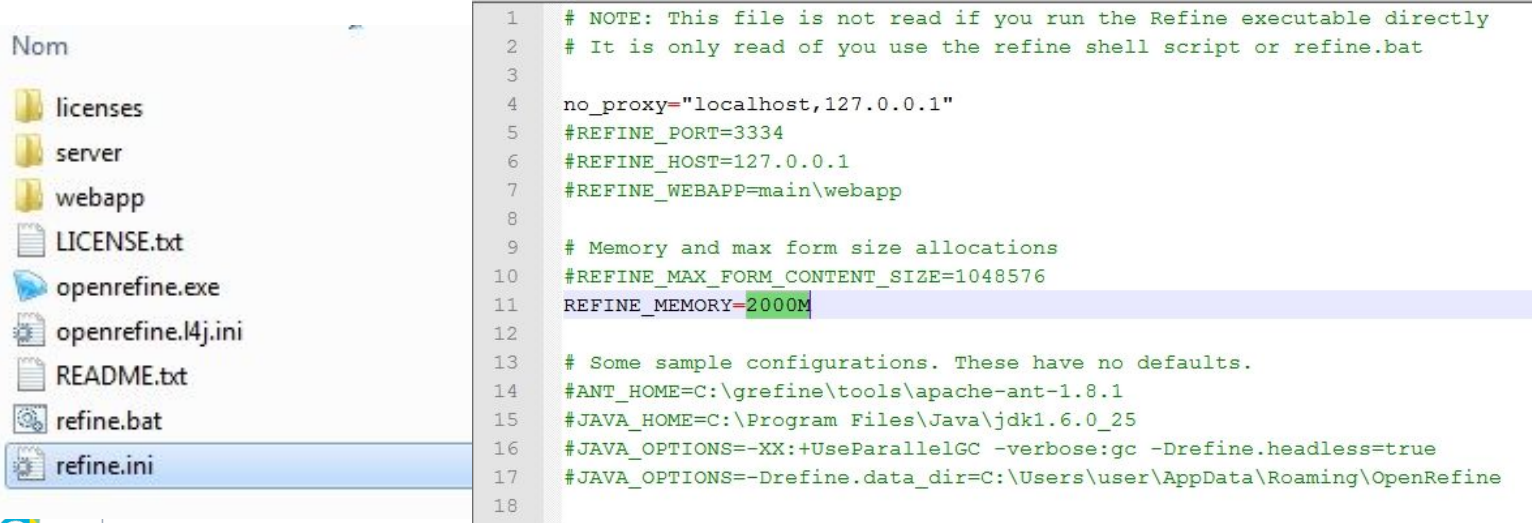 Nom
licenses
server
webapp
LICENSE.txt
openrefine.exe
openrefine.l4j.ini
README.txt
refine.bat
refine.ini
1 # NOTE: This file is not read if you run the Refine executable directly
2 # It is only read of you use the refine shell script or refine.bat
3
4 no_proxy="localhost,127.0.0.1"
5 #REFINE_PORT=3334
6 #REFINE_HOST=127.0.0.1
7 #REFINE_WEBAPP=main\webapp
8
9 # Memory and max form size allocations
10 #REFINE_MAX_FORM_CONTENT_SIZE=1048576
11 REFINE_MEMORY=2000M
12
13 # Some sample configurations. These have no defaults.
14 #ANT_HOME=C:\grefine\tools\apache-ant-1.8.1
15 #JAVA_HOME=C:\Program Files\Java\jdk1.6.0_25
16 #JAVA_OPTIONS=-XX:+UseParallelGC -verbose:gc -Drefine.headless=true
17 #JAVA_OPTIONS=-Drefine.data_dir=C:\Users\user\AppData\Roaming\OpenRefine
18